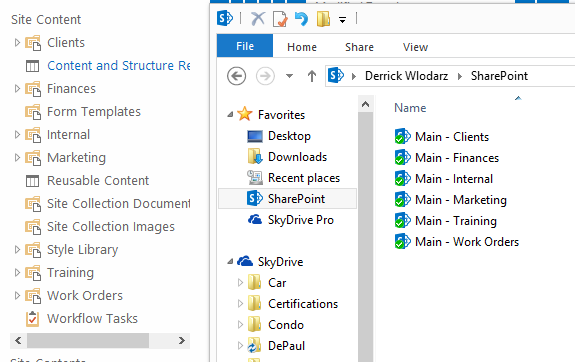 Site Content
Clients
Content and Structure Re
Finances
Form Templates
Internal
Marketing
Reusable Content
Site Collection Document
Site Collection Images
Style Library
Training
Work Orders
Workflow Tasks
File
Home
Share
View
Derrick Wlodarz
SharePoint
Favorites
Desktop
Downloads
Recent places
SharePoint
SkyDrive Pro
SkyDrive
Car
Certifications
Condo
DePaul
Name
Main - Clients
Main - Finances
Main - Internal
Main - Marketing
Main - Training
Main - Work Orders